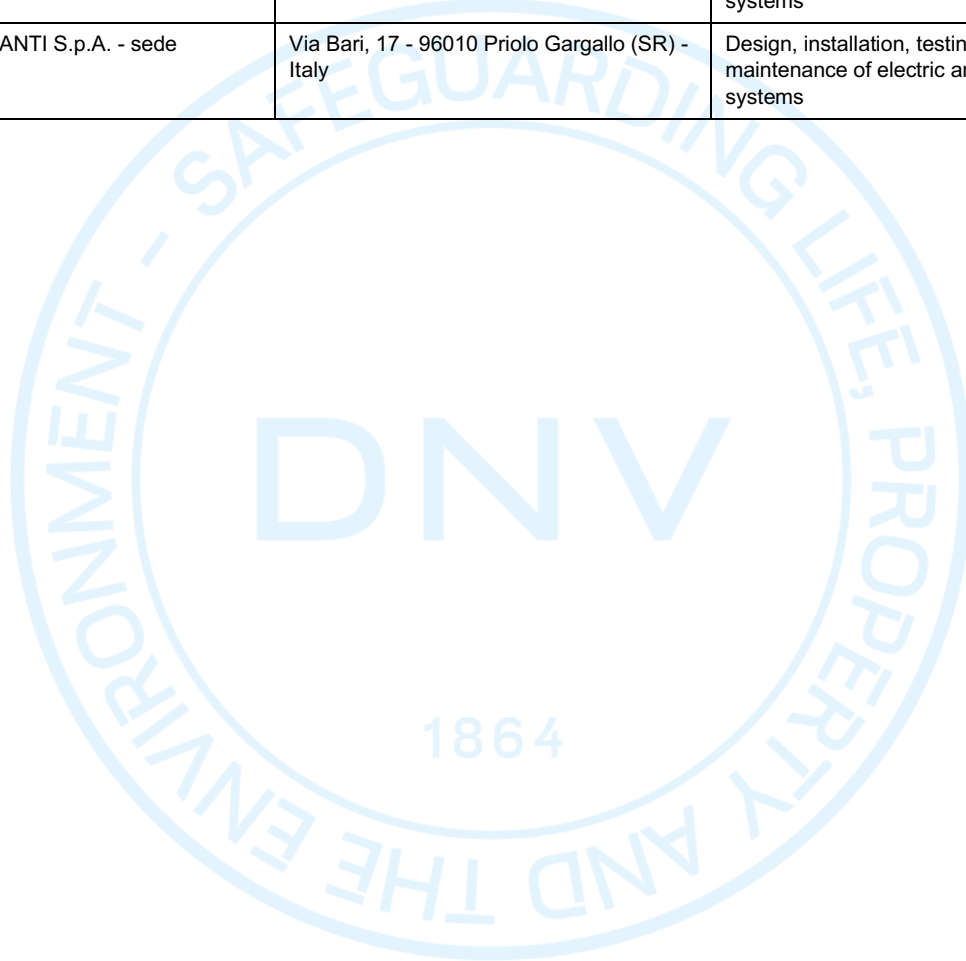 systems
ANTI S.p.A. - sede
Via Bari, 17 - 96010 Priolo Gargallo (SR) -
Italy
Design, installation, testin
maintenance of electric a
systems
SAFEGUARDING LIFE, PROPERTY AND THE ENVIRONMENT -
DNV
1864